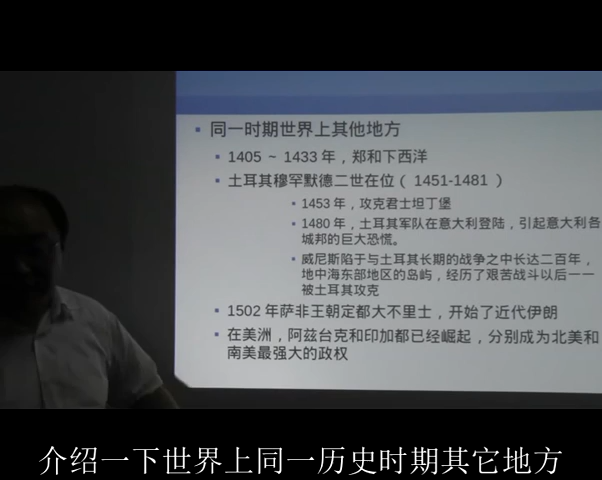 同一时期世界上其他地方
1405 ~ 1433 年，郑和下西洋
土耳其穆罕默德二世在位（ 1451-1481 ）
1453 年，攻克君士坦丁堡
1480 年，土耳其军队在意大利登陆，引起意大利各
城邦的巨大恐慌。
威尼斯陷于与土耳其长期的战争之中长达二百年，
地中海东部地区的岛屿，经历了艰苦战斗以后一一
被土耳其攻克
1502 年萨非王朝定都大不里士，开始了近代伊朗
在美洲，阿兹台克和印加都已经崛起，分别成为北美和
南美最强大的政权
介绍一下世界上同一历史时期其它地方